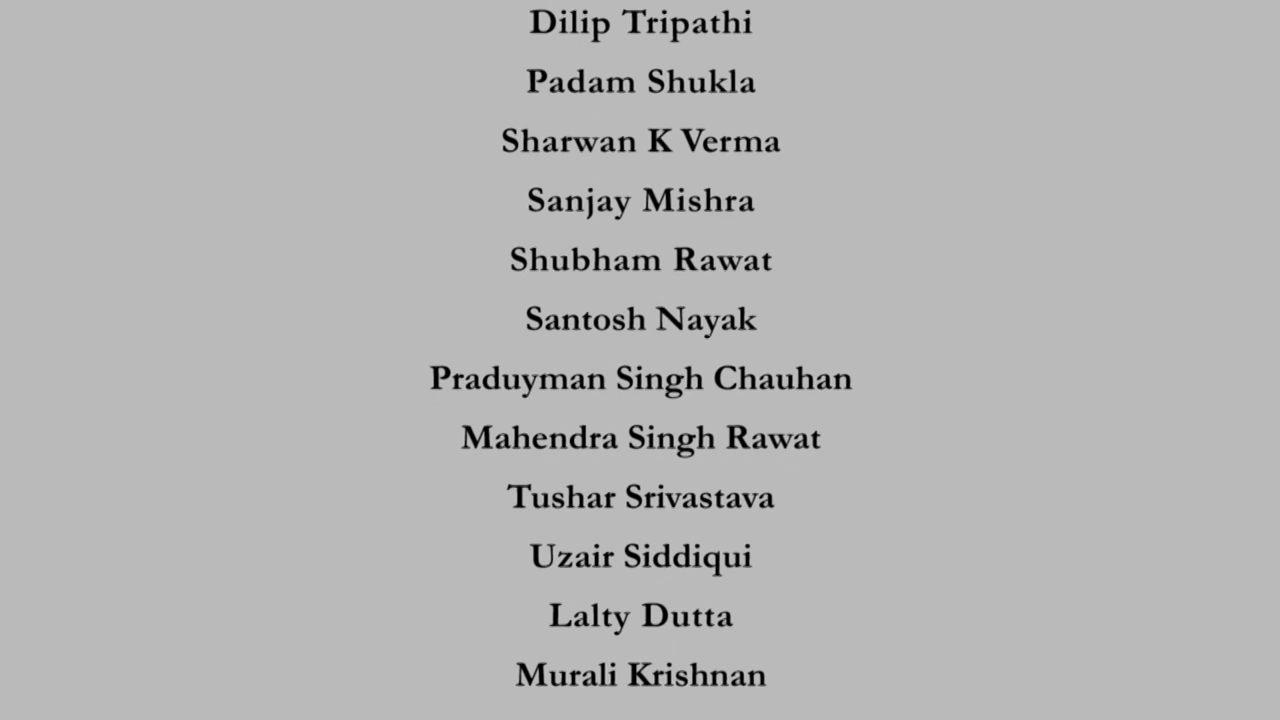 Dilip Tripathi
Padam Shukla
Sharwan K Verma
Sanjay Mishra
Shubham Rawat
Santosh Nayak
Praduyman Singh Chauhan
Mahendra Singh Rawat
Tushar Srivastava
Uzair Siddiqui
Lalty Dutta
Murali Krishnan